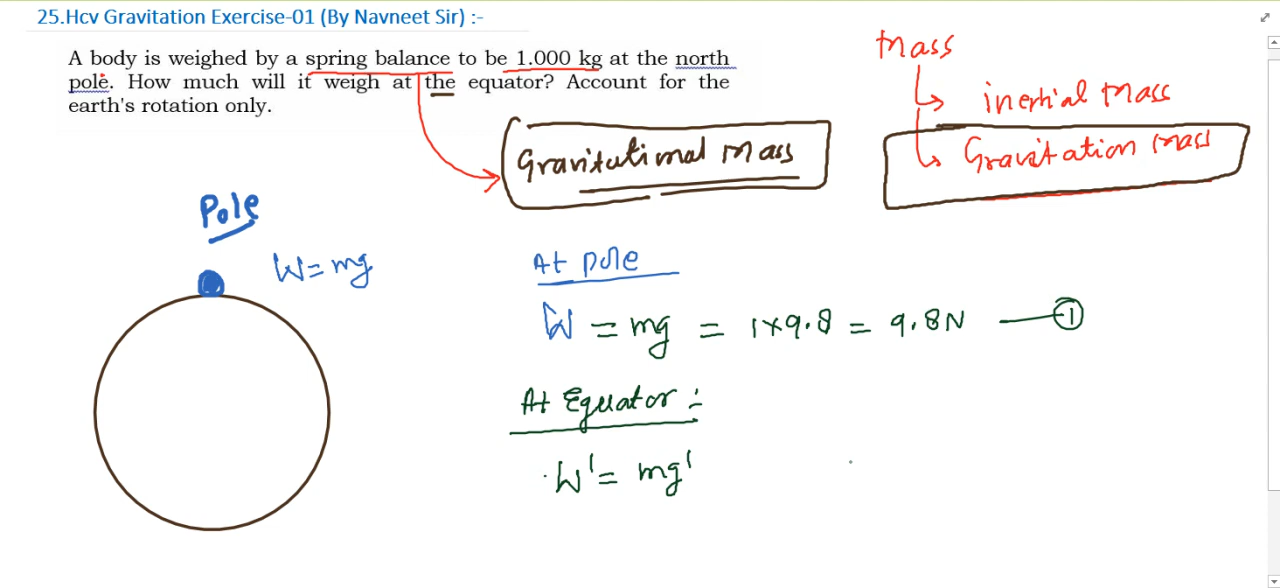 25.Hcv Gravitation Exercise-01 (By Navneet Sir) :-
A body is weighed by a spring balance to be 1.000 kg at the north
pole. How much will it weigh at the equator? Account for the
earth's rotation only.
mass
inertial mass
Gravitation mass
Gravitational mass
Pole
W=mg
At pole
W = mg = 1×9.8 = 9.8N — ①
At Equator :-
W' = mg'